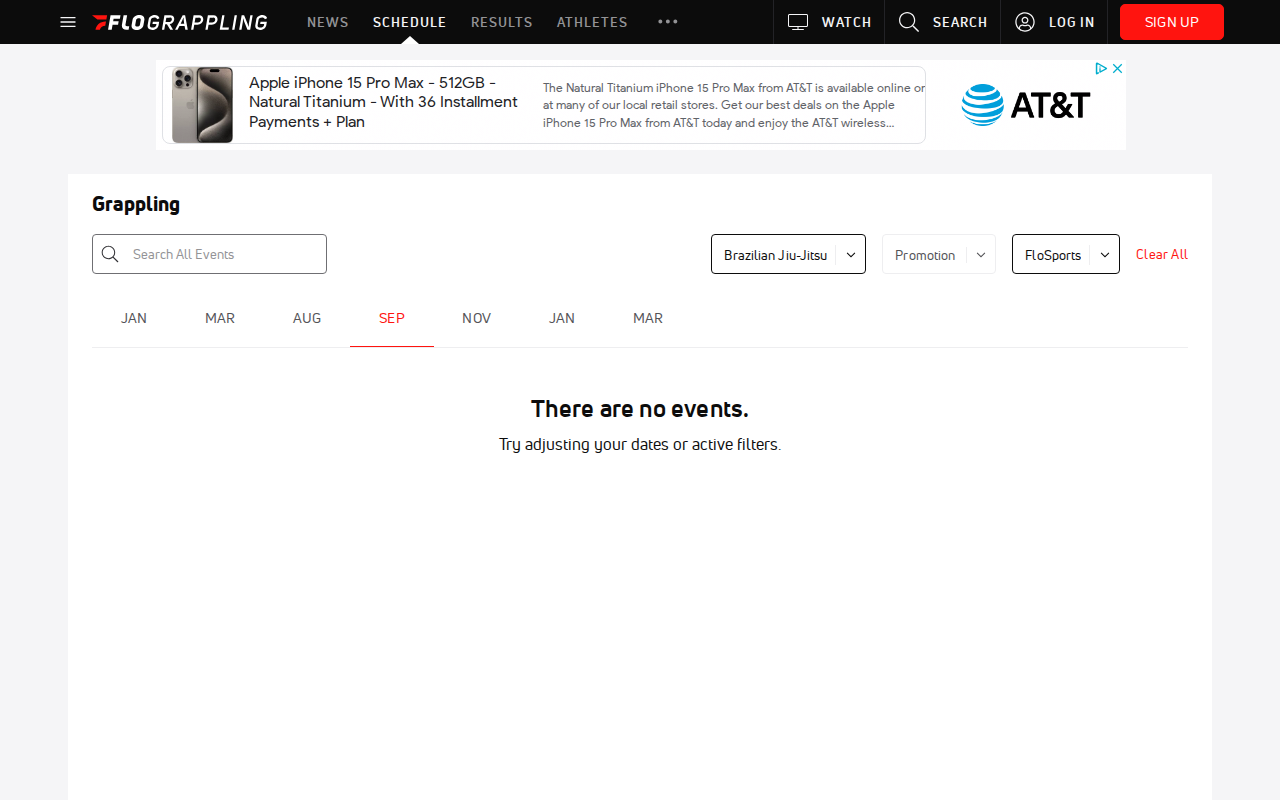 FLOGRAPPLING NEWS SCHEDULE RESULTS ATHLETES WATCH SEARCH LOG IN SIGN UP
Apple iPhone 15 Pro Max - 512GB -
Natural Titanium - With 36 Installment
Payments + Plan
The Natural Titanium iPhone 15 Pro Max from AT&T is available online or
at many of our local retail stores. Get our best deals on the Apple
iPhone 15 Pro Max from AT&T today and enjoy the AT&T wireless...
AT&T
Grappling
Search All Events Brazilian Jiu-Jitsu Promotion FloSports Clear All
JAN MAR AUG SEP NOV JAN MAR
There are no events.
Try adjusting your dates or active filters.